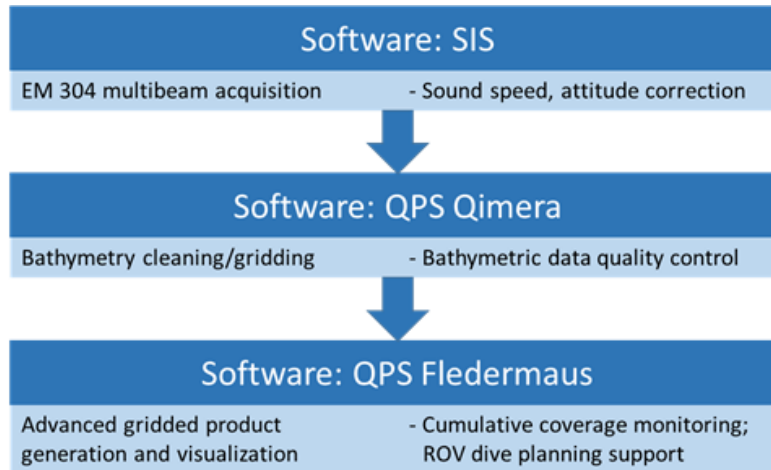 Software: SIS
EM 304 multibeam acquisition - Sound speed, attitude correction
Software: QPS Qimera
Bathymetry cleaning/gridding - Bathymetric data quality control
Software: QPS Fledermaus
Advanced gridded product - Cumulative coverage monitoring;
generation and visualization ROV dive planning support